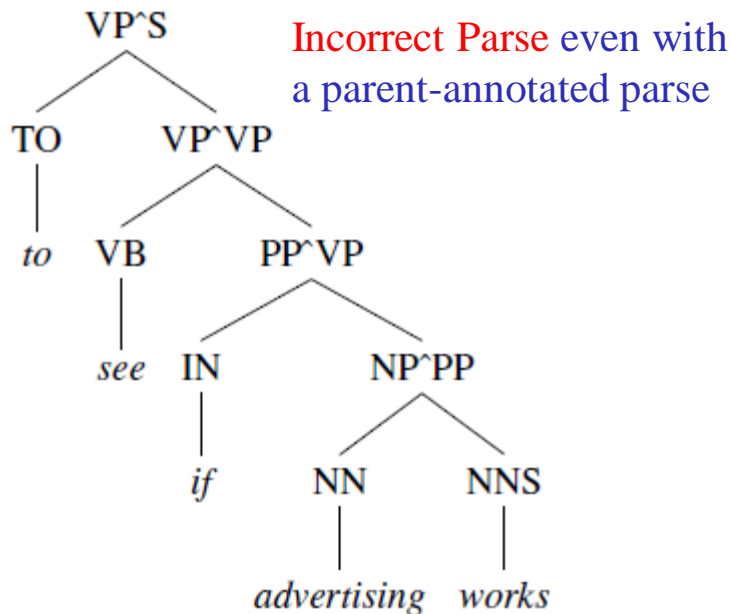 VP^S
Incorrect Parse even with
a parent-annotated parse
TO VP^VP
to VB PP^VP
see IN NP^PP
if NN NNS
advertising works